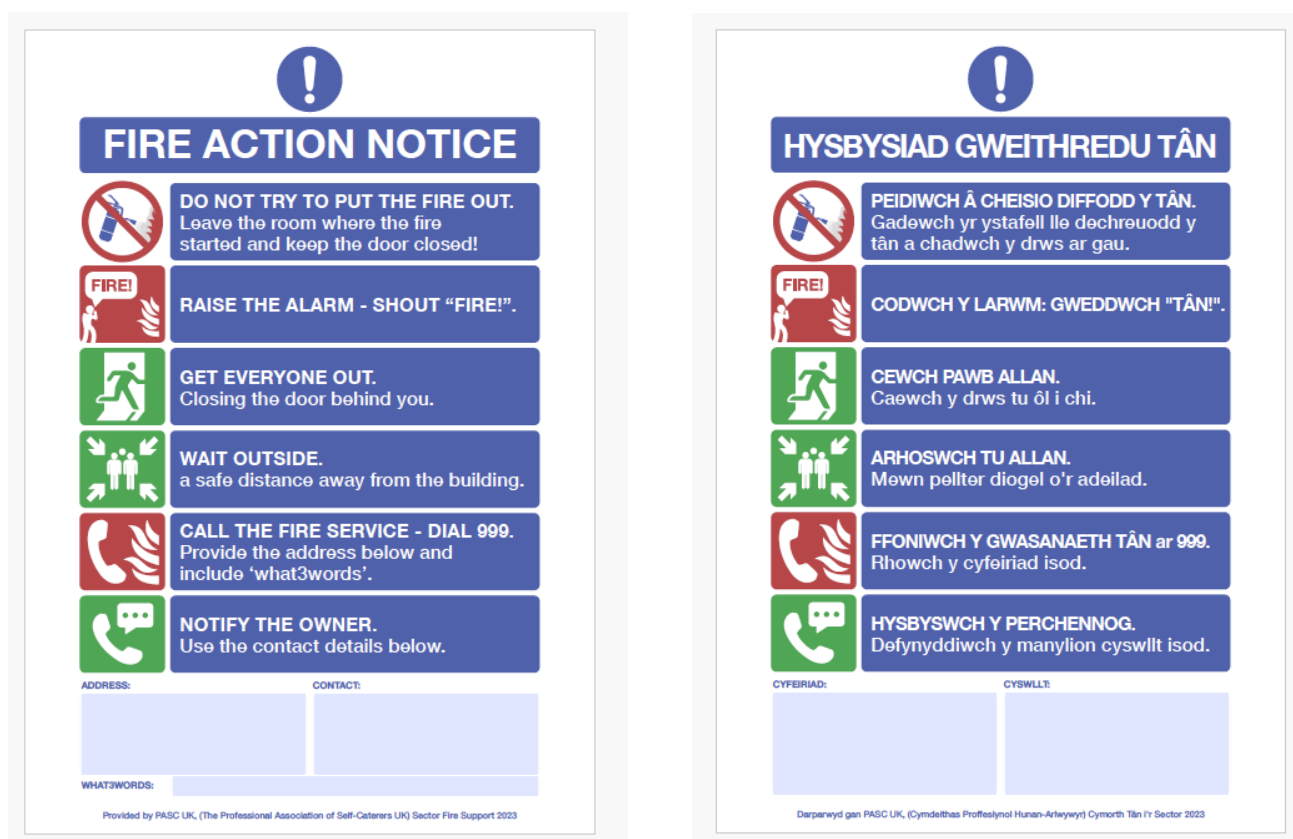 FIRE ACTION NOTICE
DO NOT TRY TO PUT THE FIRE OUT.
Leave the room where the fire
started and keep the door closed!
FIRE!
RAISE THE ALARM - SHOUT “FIRE!”.
GET EVERYONE OUT.
Closing the door behind you.
WAIT OUTSIDE.
a safe distance away from the building.
CALL THE FIRE SERVICE - DIAL 999.
Provide the address below and
include ‘what3words’.
NOTIFY THE OWNER.
Use the contact details below.
ADDRESS:
CONTACT:
WHAT3WORDS:
Provided by PASC UK, (The Professional Association of Self-Caterers UK) Sector Fire Support 2023
HYSBYSIAD GWEITHREDU TÂN
PEIDIWCH Â CHEISIO DIFFODD Y TÂN.
Gadewch yr ystafell lle dechreuodd y
tân a chadwch y drws ar gau.
FIRE!
CODWCH Y LARWM: GWEDDWCH "TÂN!".
CEWCH PAWB ALLAN.
Caewch y drws tu ôl i chi.
ARHOSWCH TU ALLAN.
Mewn pellter diogel o'r adeilad.
FFONIWCH Y GWASANAETH TÂN ar 999.
Rhowch y cyfeiriad isod.
HYSBYSWCH Y PERCHENNOG.
Defynyddiwch y manylion cyswllt isod.
CYFEIRIAD:
CYSWLLT:
Darparwyd gan PASC UK, (Cymdeithas Proffesiynol Hunan-Arlwywyr) Cymorth Tân i'r Sector 2023